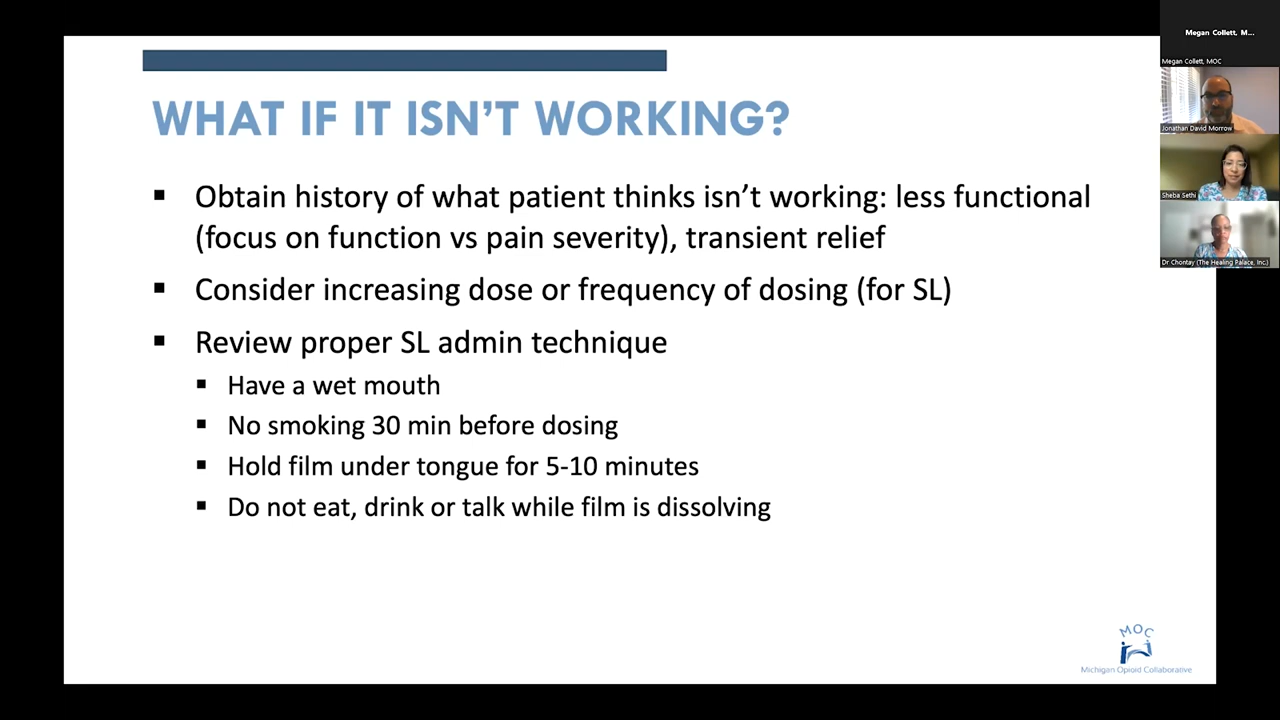 WHAT IF IT ISN'T WORKING?
▪ Obtain history of what patient thinks isn't working: less functional
(focus on function vs pain severity), transient relief
▪ Consider increasing dose or frequency of dosing (for SL)
▪ Review proper SL admin technique
▪ Have a wet mouth
▪ No smoking 30 min before dosing
▪ Hold film under tongue for 5-10 minutes
▪ Do not eat, drink or talk while film is dissolving
MOC
Michigan Opioid Collaborative
Megan Collett, M...
Megan Collett, MOC
Jonathan David Morrow
Sheba Sethi
Dr Chontay (The Healing Palace, Inc.)